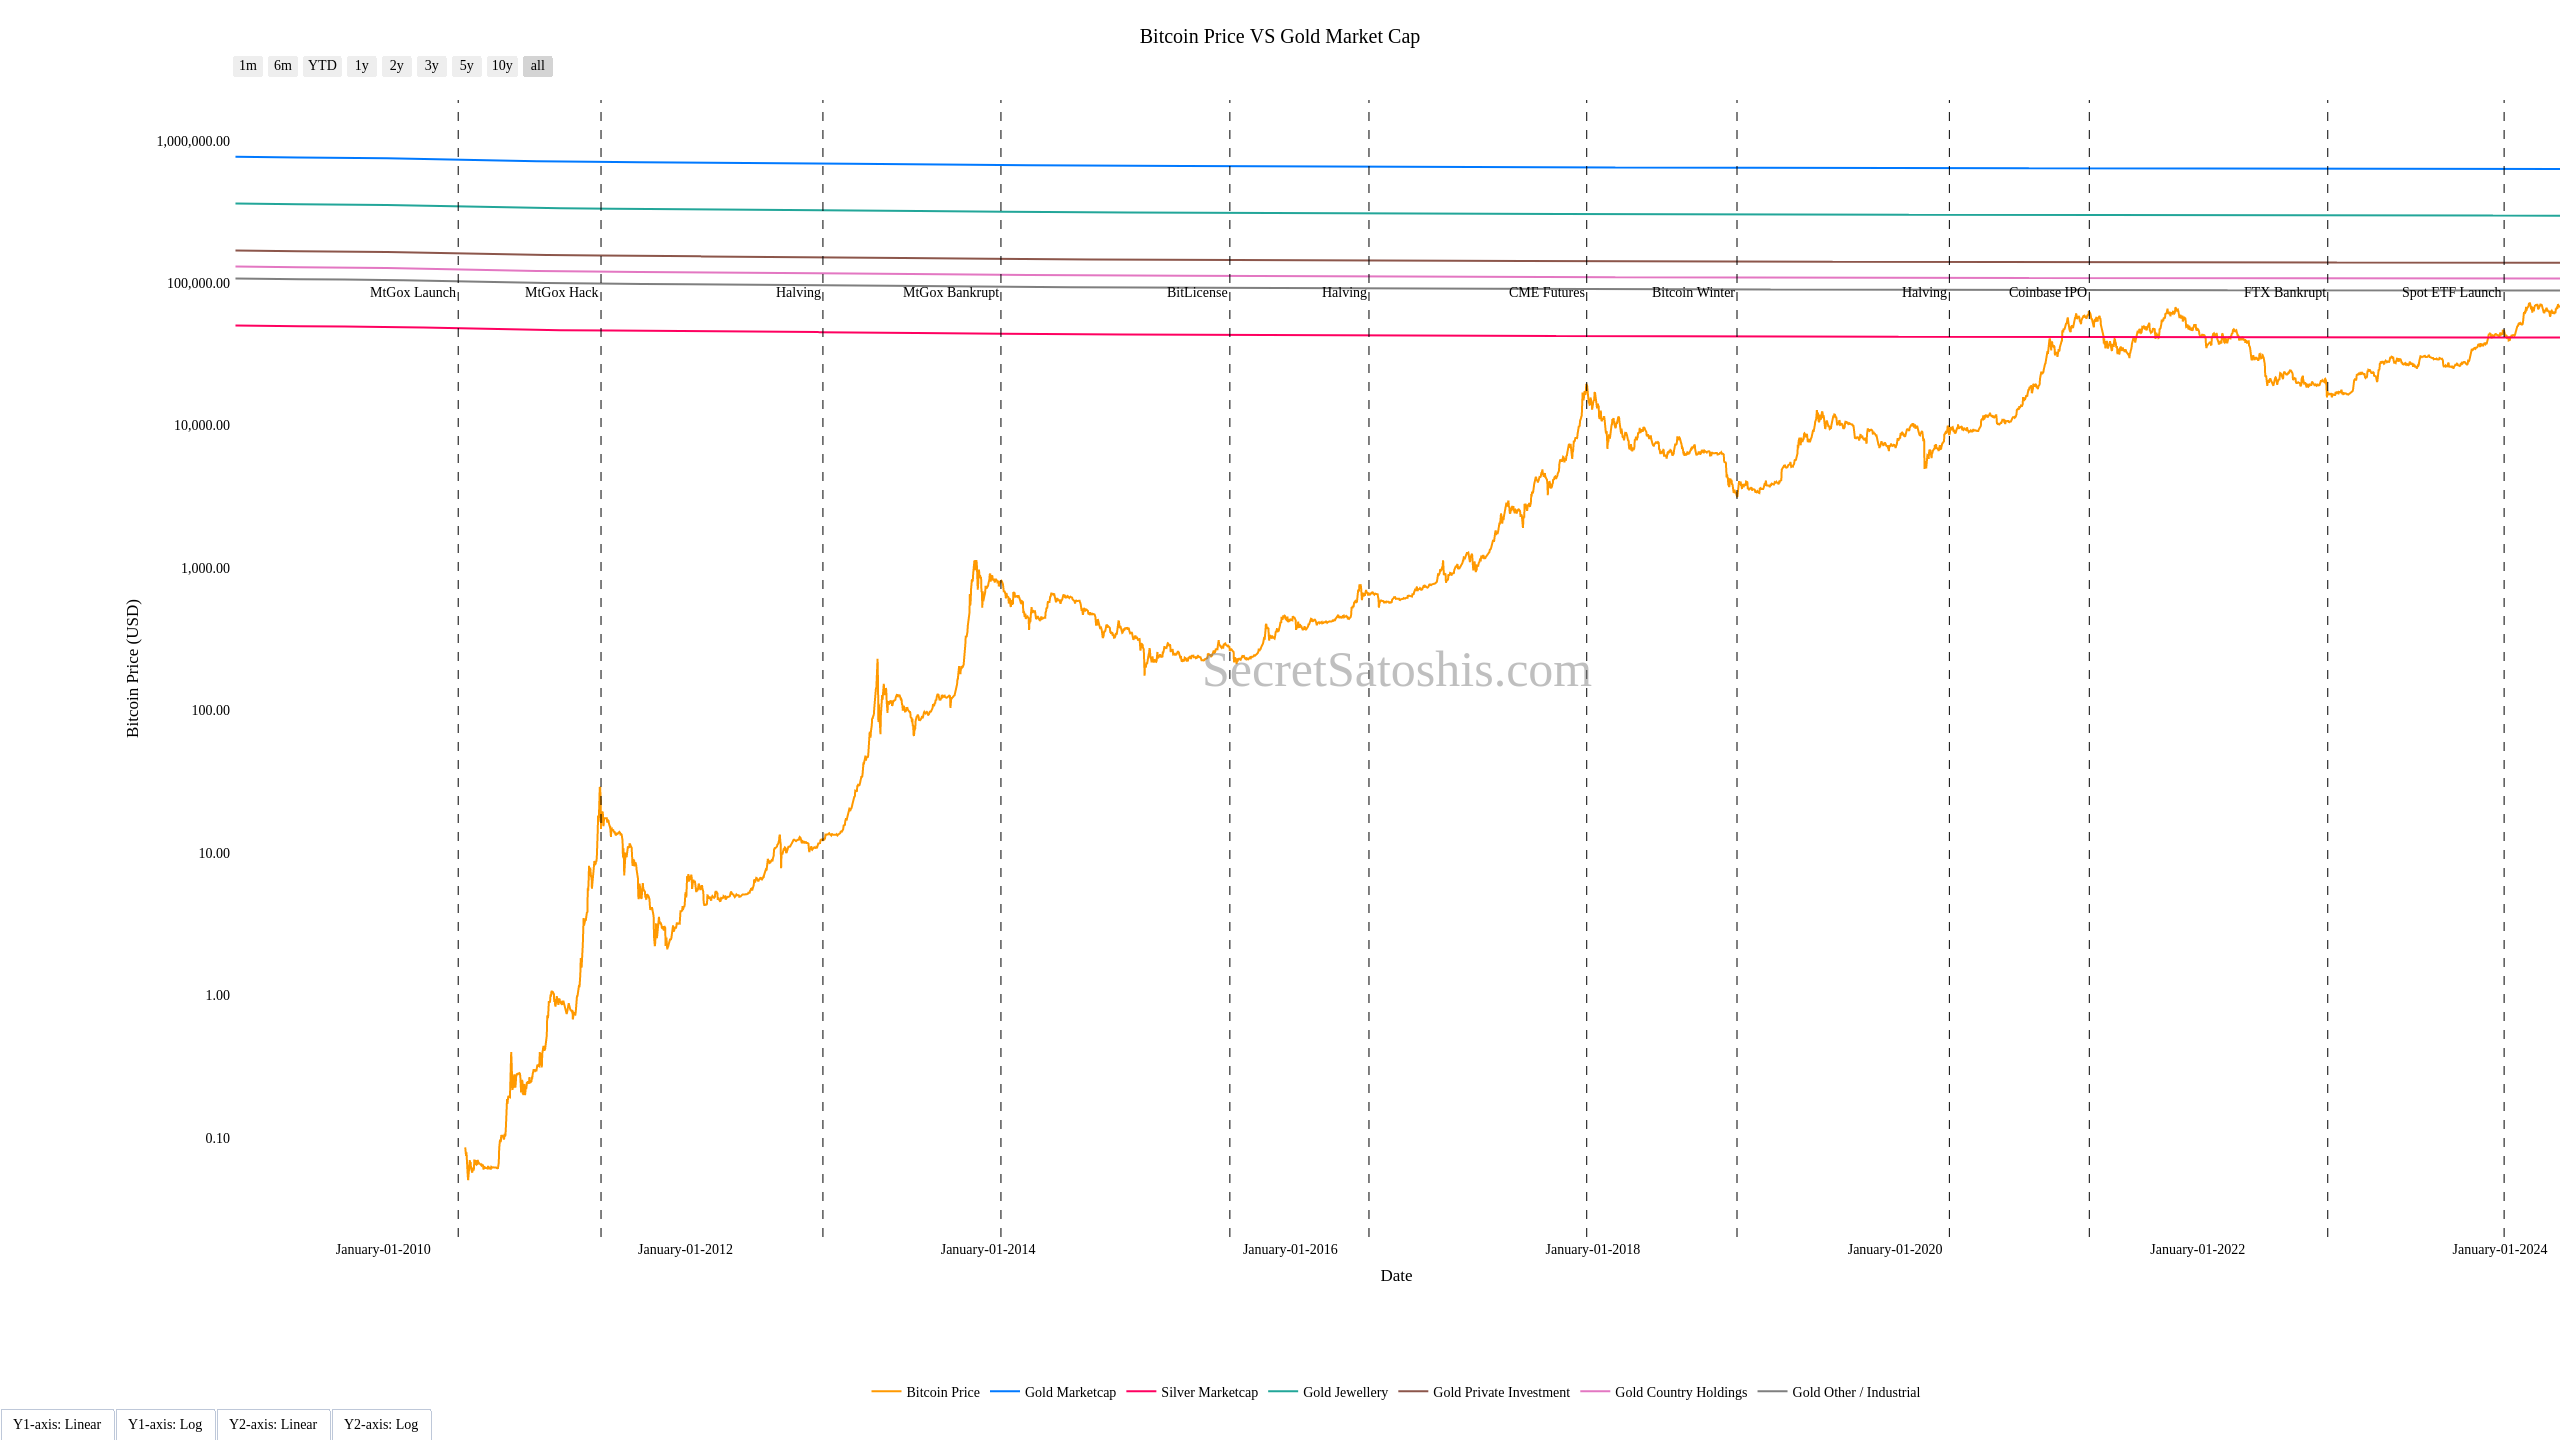 Bitcoin Price VS Gold Market Cap
1m 6m YTD 1y 2y 3y 5y 10y all
1,000,000.00
100,000.00
MtGox Launch MtGox Hack Halving MtGox Bankrupt BitLicense Halving CME Futures Bitcoin Winter Halving Coinbase IPO FTX Bankrupt Spot ETF Launch
10,000.00
1,000.00
Bitcoin Price (USD)
SecretSatoshis.com
100.00
10.00
1.00
0.10
January-01-2010 January-01-2012 January-01-2014 January-01-2016 January-01-2018 January-01-2020 January-01-2022 January-01-2024
Date
Bitcoin Price Gold Marketcap Silver Marketcap Gold Jewellery Gold Private Investment Gold Country Holdings Gold Other / Industrial
Y1-axis: Linear Y1-axis: Log Y2-axis: Linear Y2-axis: Log